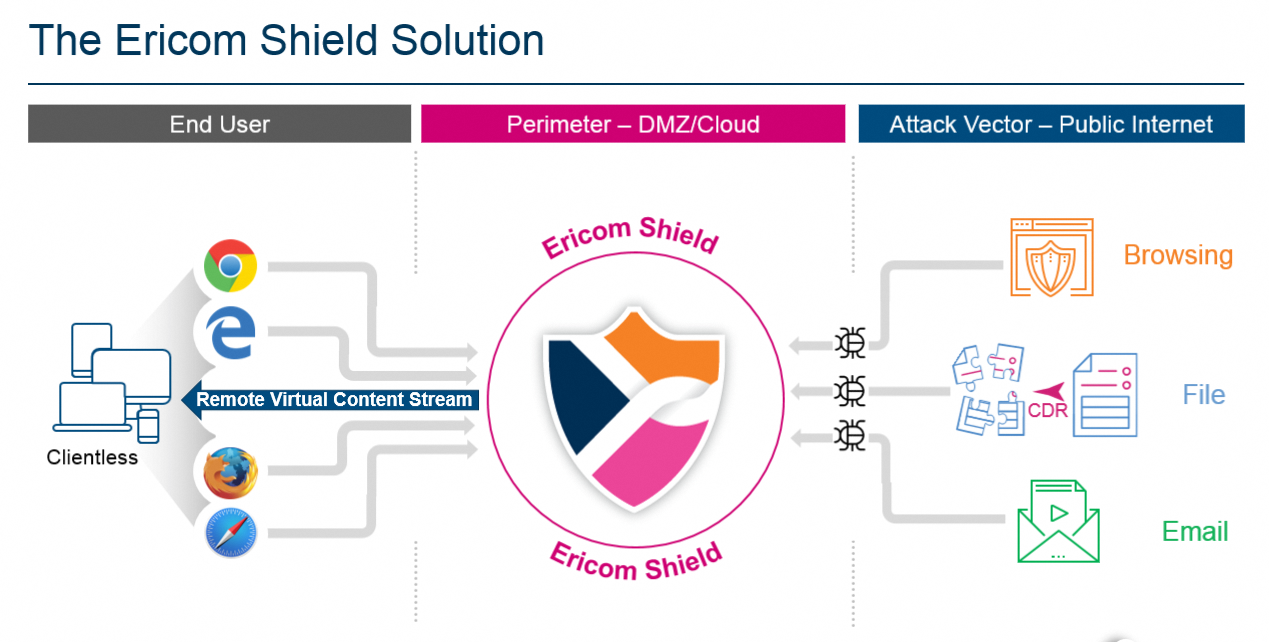 The Ericom Shield Solution
End User
Perimeter – DMZ/Cloud
Attack Vector – Public Internet
Ericom Shield
Browsing
Remote Virtual Content Stream
File
CDR
Clientless
Email
Ericom Shield